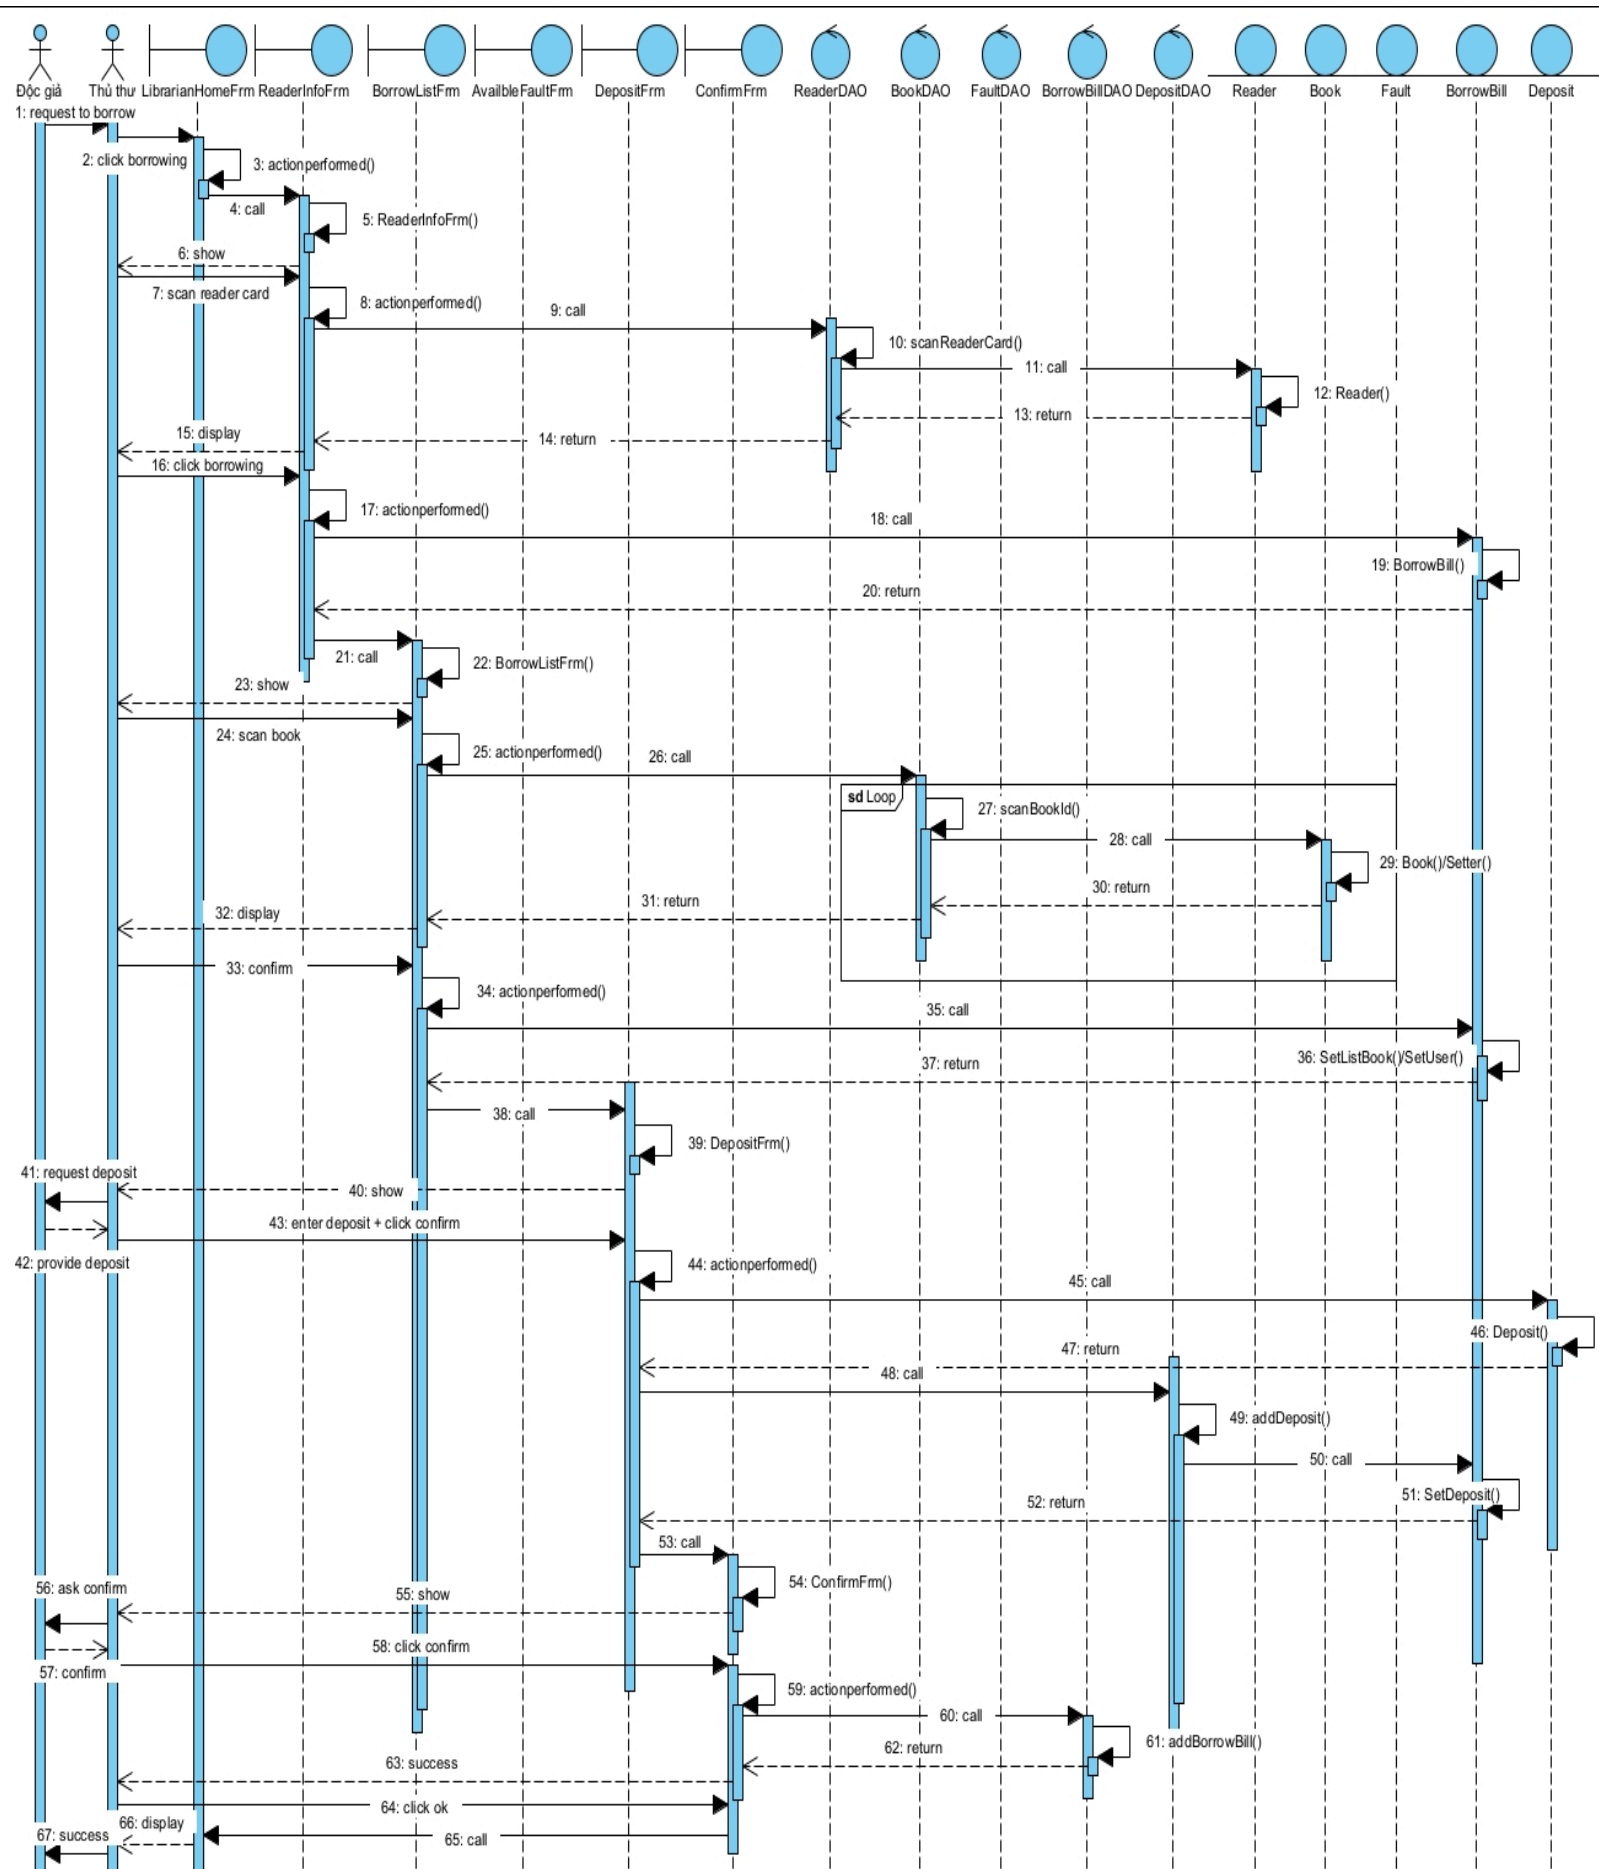 Độc giả
Thủ thư
LibrarianHomeFrm
ReaderInfoFrm
BorrowListFrm
AvailbleFaultFrm
DepositFrm
ConfirmFrm
ReaderDAO
BookDAO
FaultDAO
BorrowBillDAO
DepositDAO
Reader
Book
Fault
BorrowBill
Deposit
1: request to borrow
2: click borrowing
3: actionperformed()
4: call
5: ReaderInfoFrm()
6: show
7: scan reader card
8: actionperformed()
9: call
10: scanReaderCard()
11: call
12: Reader()
13: return
14: return
15: display
16: click borrowing
17: actionperformed()
18: call
19: BorrowBill()
20: return
21: call
22: BorrowListFrm()
23: show
24: scan book
25: actionperformed()
26: call
sd Loop
27: scanBookId()
28: call
29: Book()/Setter()
30: return
31: return
32: display
33: confirm
34: actionperformed()
35: call
36: SetListBook()/SetUser()
37: return
38: call
39: DepositFrm()
40: show
41: request deposit
42: provide deposit
43: enter deposit + click confirm
44: actionperformed()
45: call
46: Deposit()
47: return
48: call
49: addDeposit()
50: call
51: SetDeposit()
52: return
53: call
54: ConfirmFrm()
55: show
56: ask confirm
57: confirm
58: click confirm
59: actionperformed()
60: call
61: addBorrowBill()
62: return
63: success
64: click ok
65: call
66: display
67: success